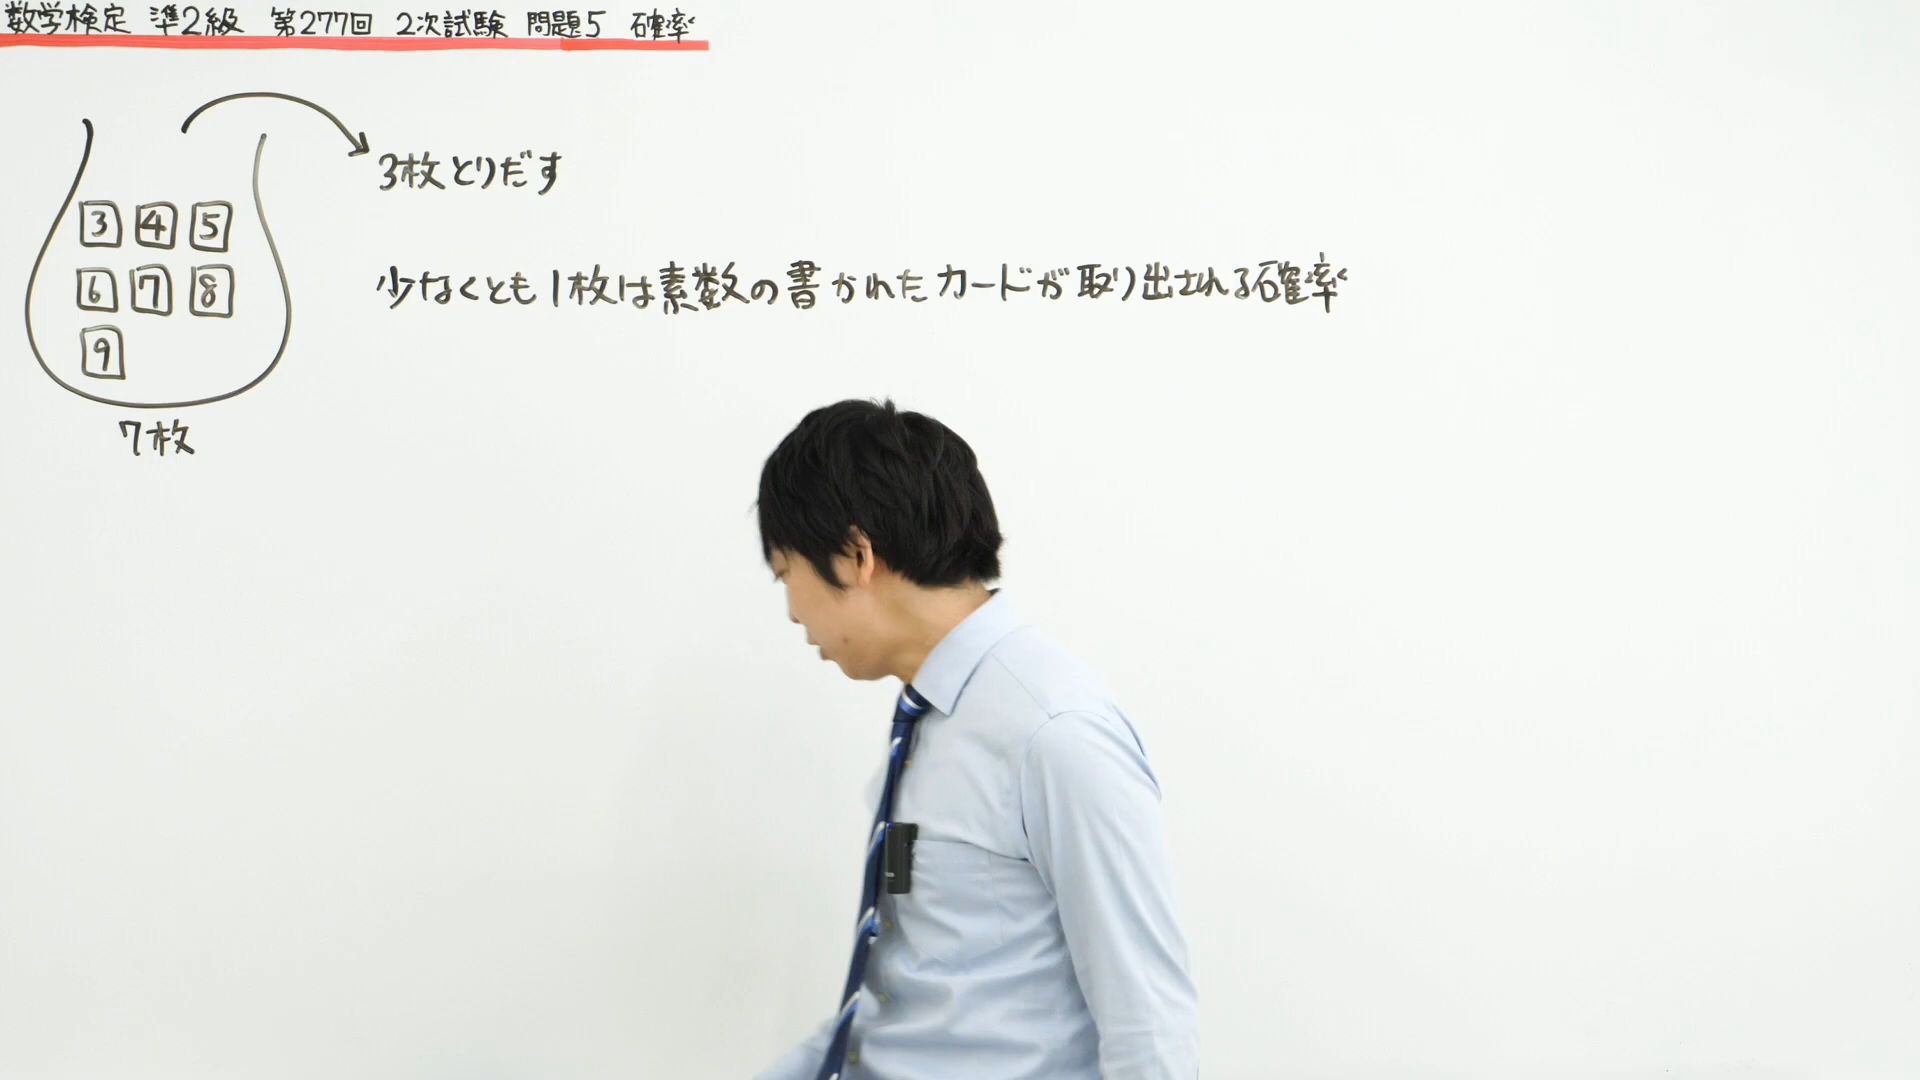 数学検定 準2級 第277回 2次試験 問題5 確率
3枚とりだす
3 4 5
6 7 8
9
7枚
少なくとも1枚は素数の書かれたカードが取り出される確率